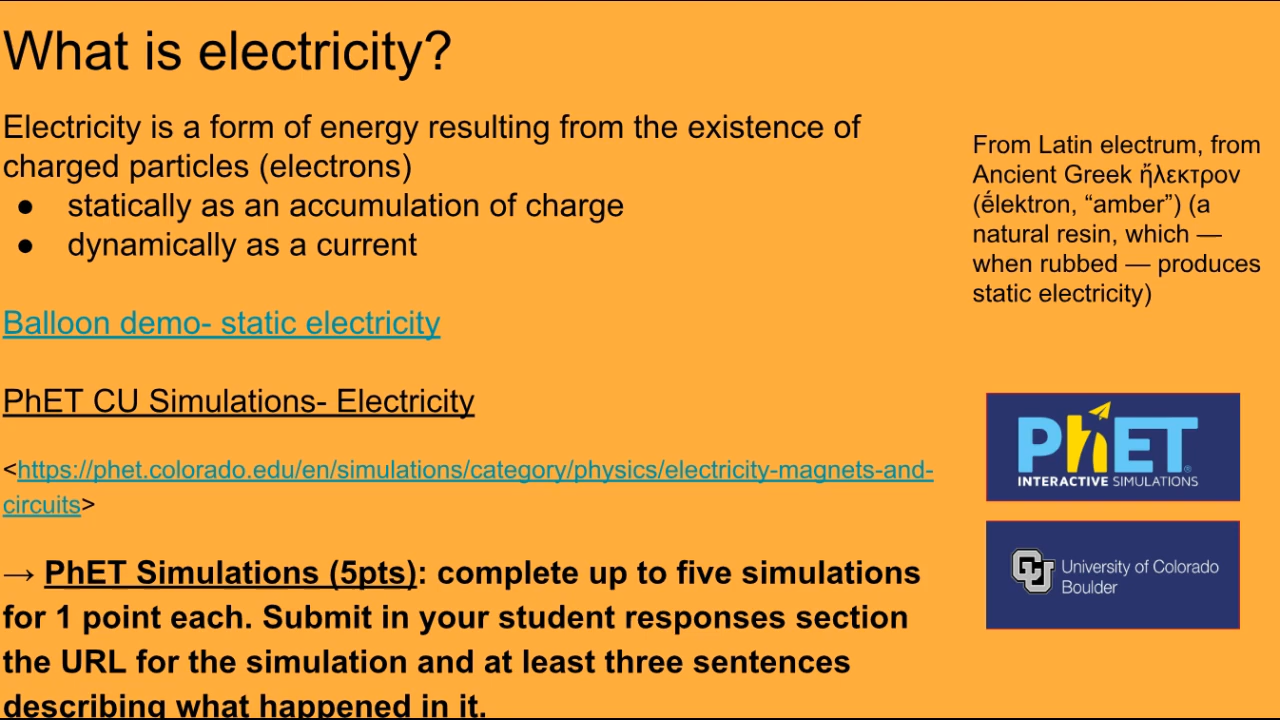 What is electricity?
Electricity is a form of energy resulting from the existence of
charged particles (electrons)
● statically as an accumulation of charge
● dynamically as a current
Balloon demo- static electricity
PhET CU Simulations- Electricity
<https://phet.colorado.edu/en/simulations/category/physics/electricity-magnets-and-
circuits>
→ PhET Simulations (5pts): complete up to five simulations
for 1 point each. Submit in your student responses section
the URL for the simulation and at least three sentences
describing what happened in it.
From Latin electrum, from
Ancient Greek ἤλεκτρον
(ḗlektron, “amber”) (a
natural resin, which —
when rubbed — produces
static electricity)
PhET®
INTERACTIVE SIMULATIONS
CU University of Colorado
Boulder